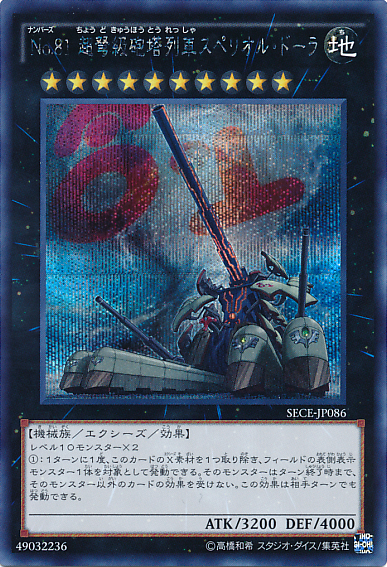 ナンバーズ ちょう ど きゅうほう とう れっ しゃ
No.81 超弩級砲塔列車スペリオル・ドーラ
ち
地
81
SECE-JP086
【機械族/エクシーズ/効果】
レベル10モンスター×2
①:1ターンに1度、このカードのX素材を1つ取り除き、フィールドの表側表示
モンスター1体を対象として発動できる。そのモンスターはターン終了時まで、
そのモンスター以外のカードの効果を受けない。この効果は相手ターンでも
発動できる。
ATK/3200 DEF/4000
49032236
©高橋和希 スタジオ・ダイス/集英社